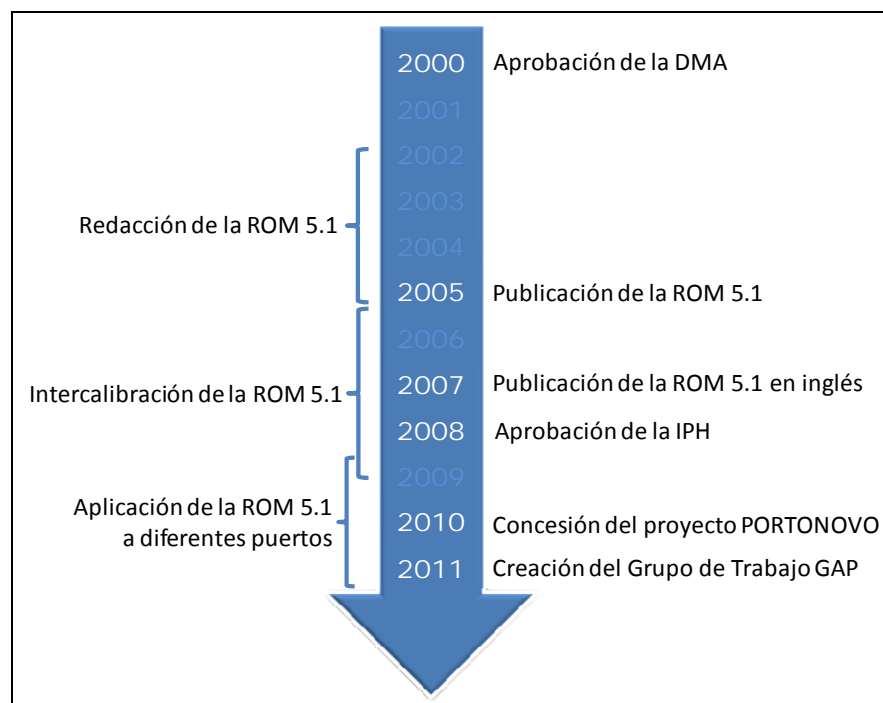 2000 Aprobación de la DMA
2001
2002
2003
Redacción de la ROM 5.1
2004
2005 Publicación de la ROM 5.1
2006
2007 Publicación de la ROM 5.1 en inglés
Intercalibración de la ROM 5.1
2008 Aprobación de la IPH
2009
Aplicación de la ROM 5.1
a diferentes puertos
2010 Concesión del proyecto PORTONOVO
2011 Creación del Grupo de Trabajo GAP